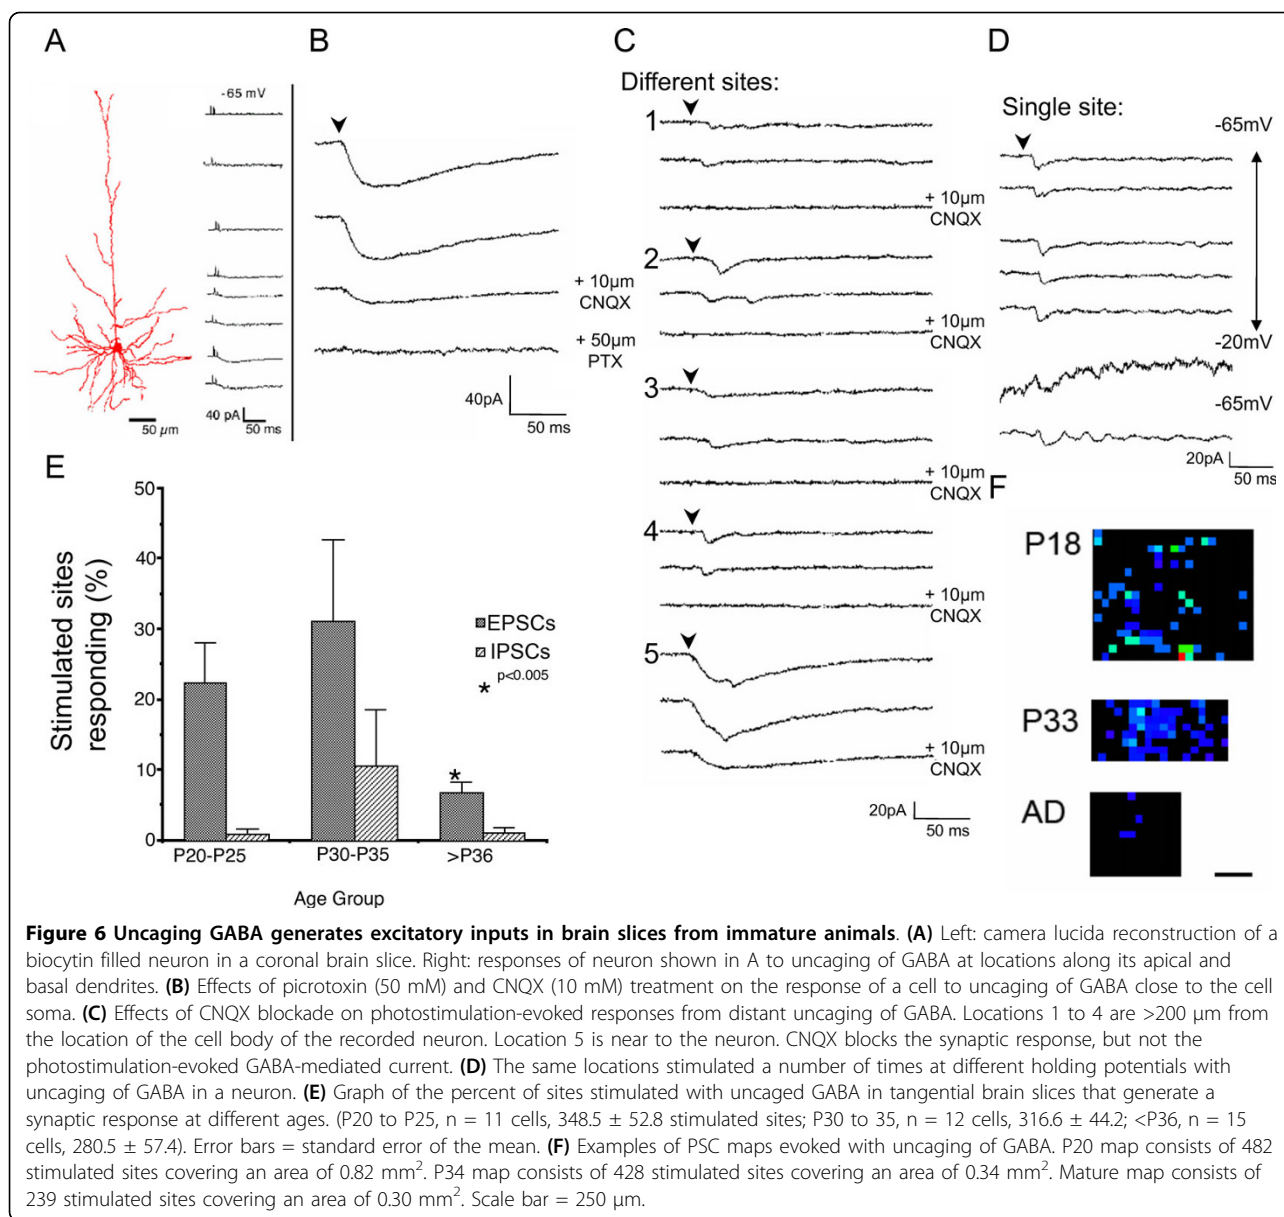 A
-65 mV
40 pA
50 ms
50 µm
B
+ 10µm
CNQX
+ 50µm
PTX
40pA
50 ms
C
Different sites:
1
+ 10µm
CNQX
2
+ 10µm
CNQX
3
+ 10µm
CNQX
4
+ 10µm
CNQX
5
+ 10µm
CNQX
20pA
50 ms
D
Single site:
-65mV
-20mV
-65mV
20pA
50 ms
E
Stimulated sites
responding (%)
50
40
30
20
10
0
EPSCs
IPSCs
p<0.005
*
*
P20-P25
P30-P35
>P36
Age Group
F
P18
P33
AD
Figure 6 Uncaging GABA generates excitatory inputs in brain slices from immature animals. (A) Left: camera lucida reconstruction of a
biocytin filled neuron in a coronal brain slice. Right: responses of neuron shown in A to uncaging of GABA at locations along its apical and
basal dendrites. (B) Effects of picrotoxin (50 mM) and CNQX (10 mM) treatment on the response of a cell to uncaging of GABA close to the cell
soma. (C) Effects of CNQX blockade on photostimulation-evoked responses from distant uncaging of GABA. Locations 1 to 4 are >200 µm from
the location of the cell body of the recorded neuron. Location 5 is near to the neuron. CNQX blocks the synaptic response, but not the
photostimulation-evoked GABA-mediated current. (D) The same locations stimulated a number of times at different holding potentials with
uncaging of GABA in a neuron. (E) Graph of the percent of sites stimulated with uncaged GABA in tangential brain slices that generate a
synaptic response at different ages. (P20 to P25, n = 11 cells, 348.5 ± 52.8 stimulated sites; P30 to 35, n = 12 cells, 316.6 ± 44.2; <P36, n = 15
cells, 280.5 ± 57.4). Error bars = standard error of the mean. (F) Examples of PSC maps evoked with uncaging of GABA. P20 map consists of 482
stimulated sites covering an area of 0.82 mm². P34 map consists of 428 stimulated sites covering an area of 0.34 mm². Mature map consists of
239 stimulated sites covering an area of 0.30 mm². Scale bar = 250 µm.